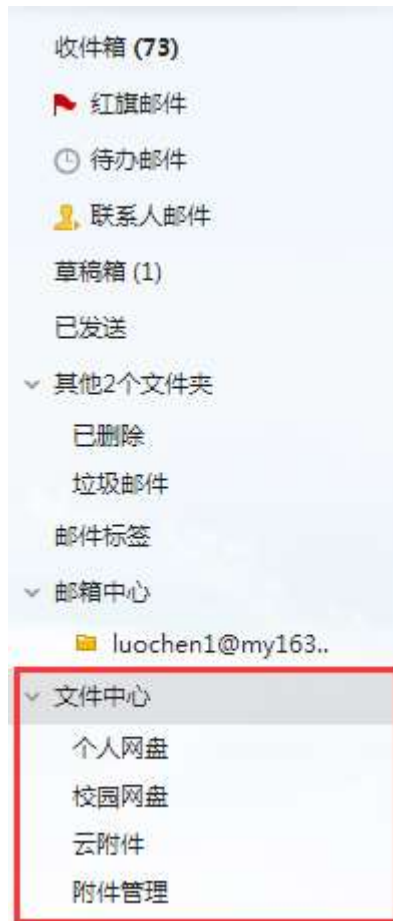 收件箱 (73)
红旗邮件
待办邮件
联系人邮件
草稿箱 (1)
已发送
其他2个文件夹
已删除
垃圾邮件
邮件标签
邮箱中心
luochen1@my163..
文件中心
个人网盘
校园网盘
云附件
附件管理